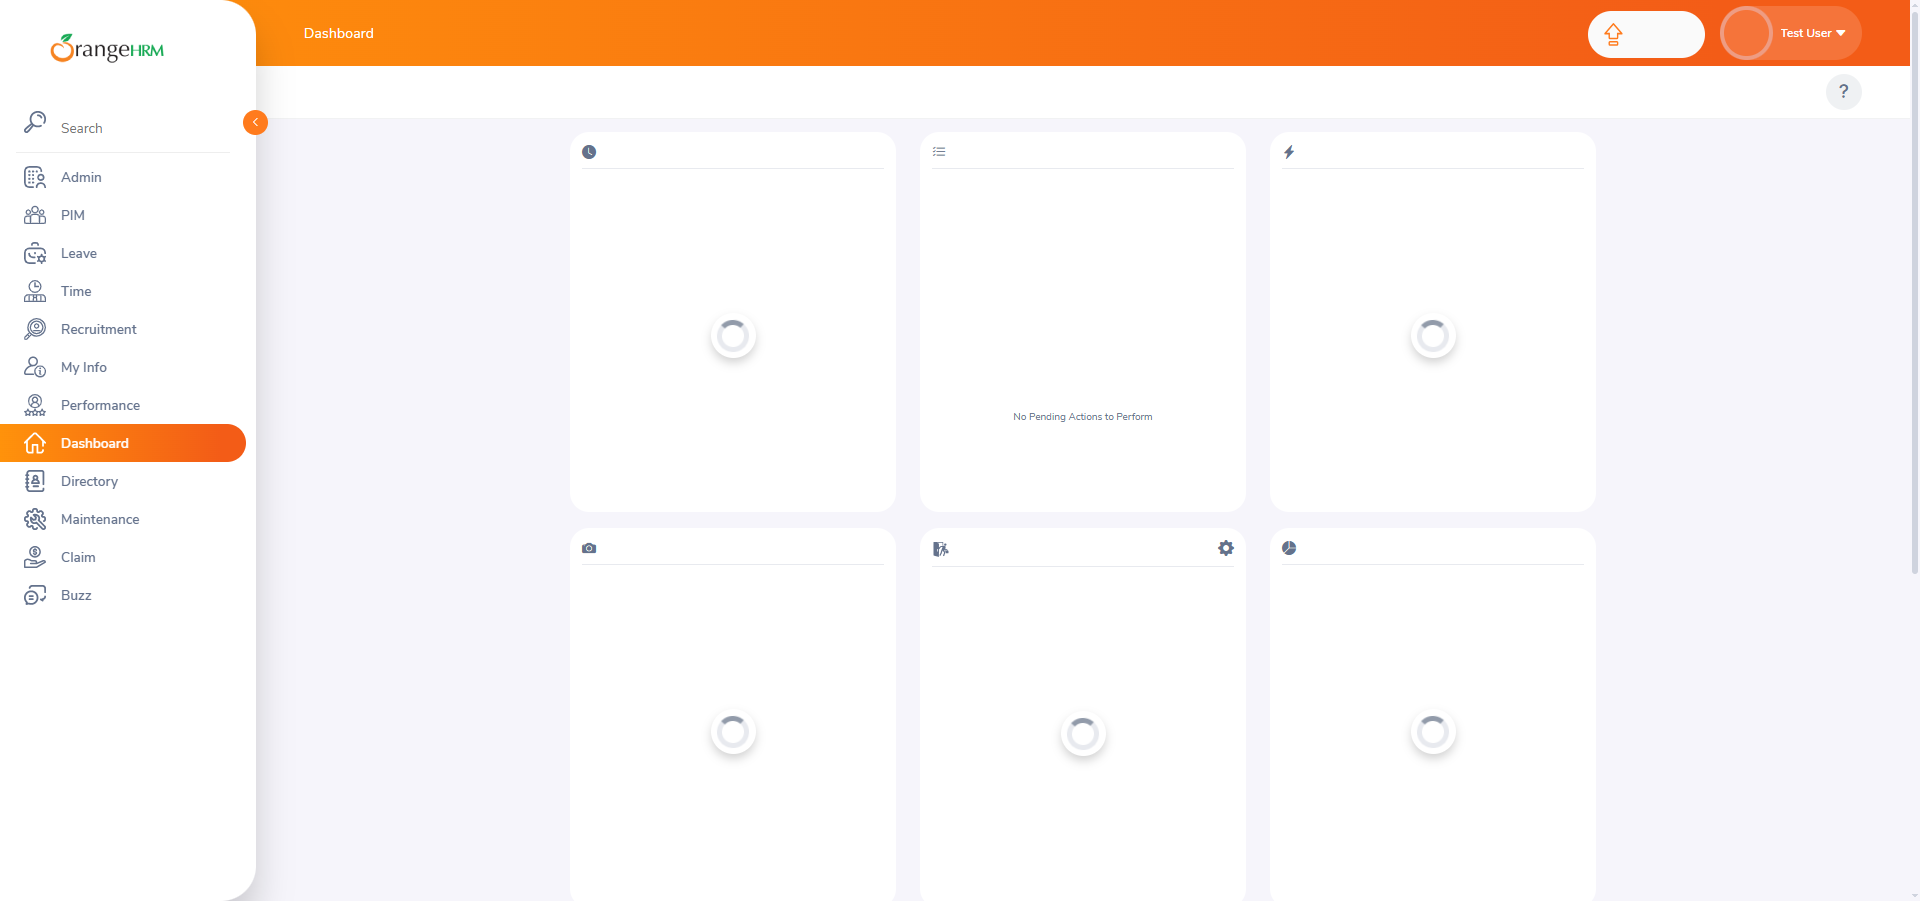 OrangeHRM
Dashboard
Test User
?
Search
Admin
PIM
Leave
Time
Recruitment
My Info
Performance
Dashboard
Directory
Maintenance
Claim
Buzz
No Pending Actions to Perform